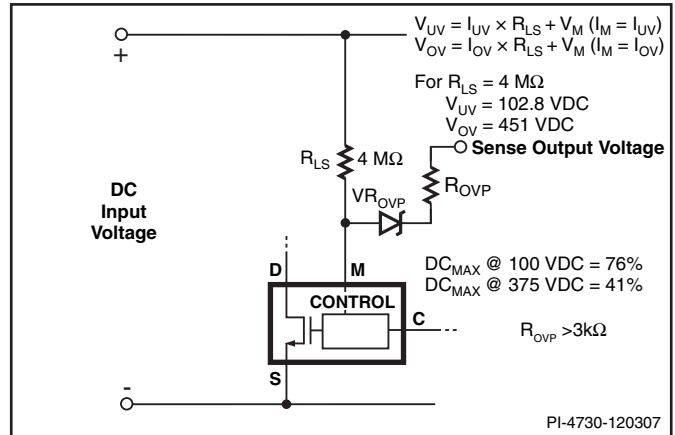 V_UV = I_UV × R_LS + V_M (I_M = I_UV)
V_OV = I_OV × R_LS + V_M (I_M = I_OV)
For R_LS = 4 MΩ
V_UV = 102.8 VDC
V_OV = 451 VDC
Sense Output Voltage
+
R_LS
4 MΩ
R_OVP
VR_OVP
DC
Input
Voltage
D
M
DC_MAX @ 100 VDC = 76%
DC_MAX @ 375 VDC = 41%
CONTROL
C
R_OVP >3kΩ
S
-
PI-4730-120307